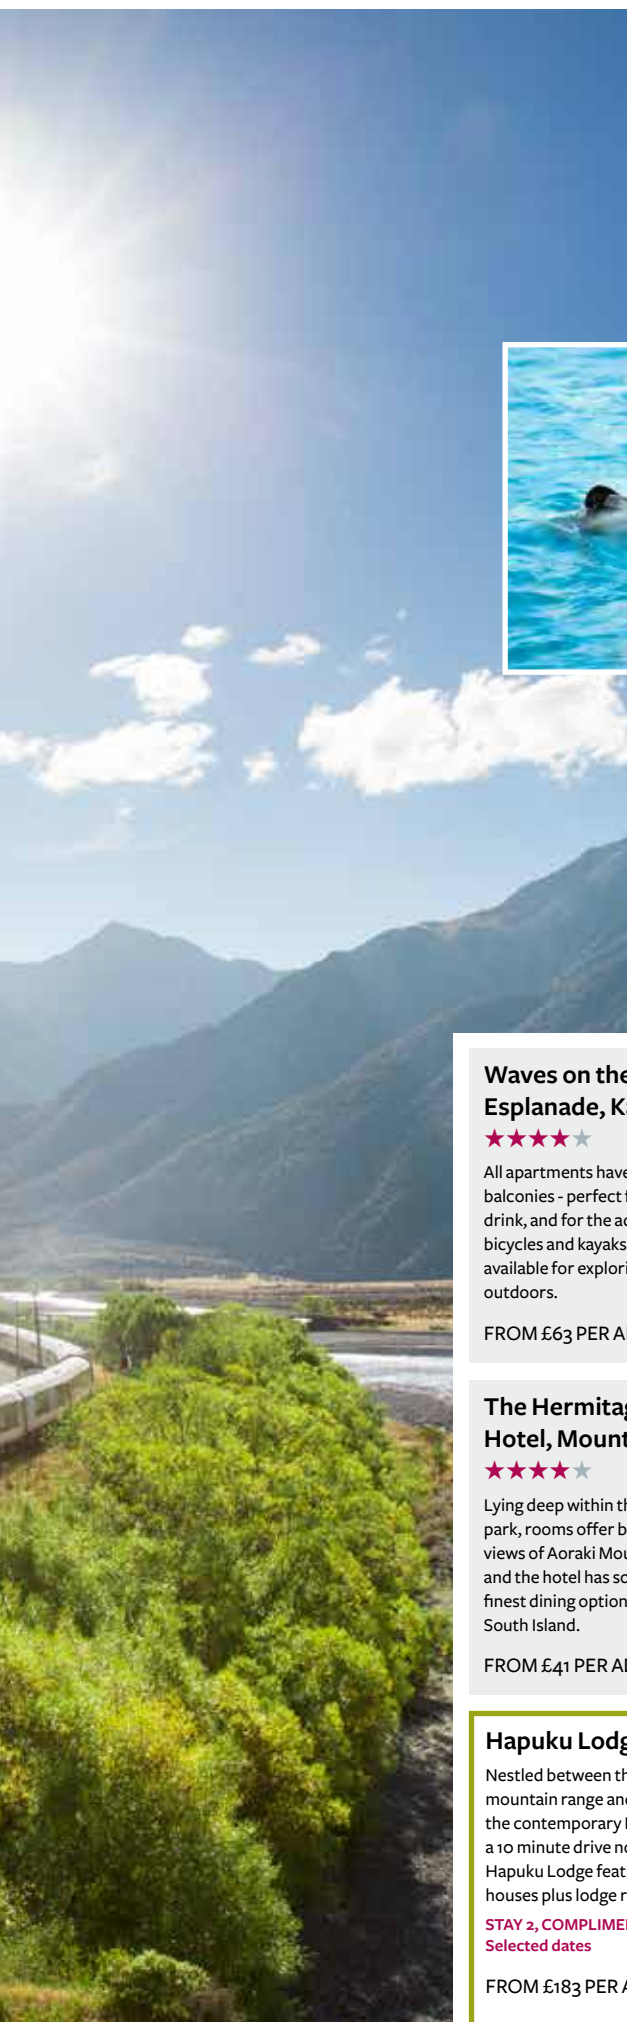 Waves on the
Esplanade, K
All apartments have
balconies - perfect
drink, and for the a
bicycles and kayaks
available for explori
outdoors.
FROM £63 PER A
The Hermita
Hotel, Mount
Lying deep within th
park, rooms offer b
views of Aoraki Mou
and the hotel has so
finest dining option
South Island.
FROM £41 PER A
Hapuku Lodg
Nestled between th
mountain range and
the contemporary
a 10 minute drive no
Hapuku Lodge feat
houses plus lodge r
STAY 2, COMPLIME
Selected dates
FROM £183 PER A